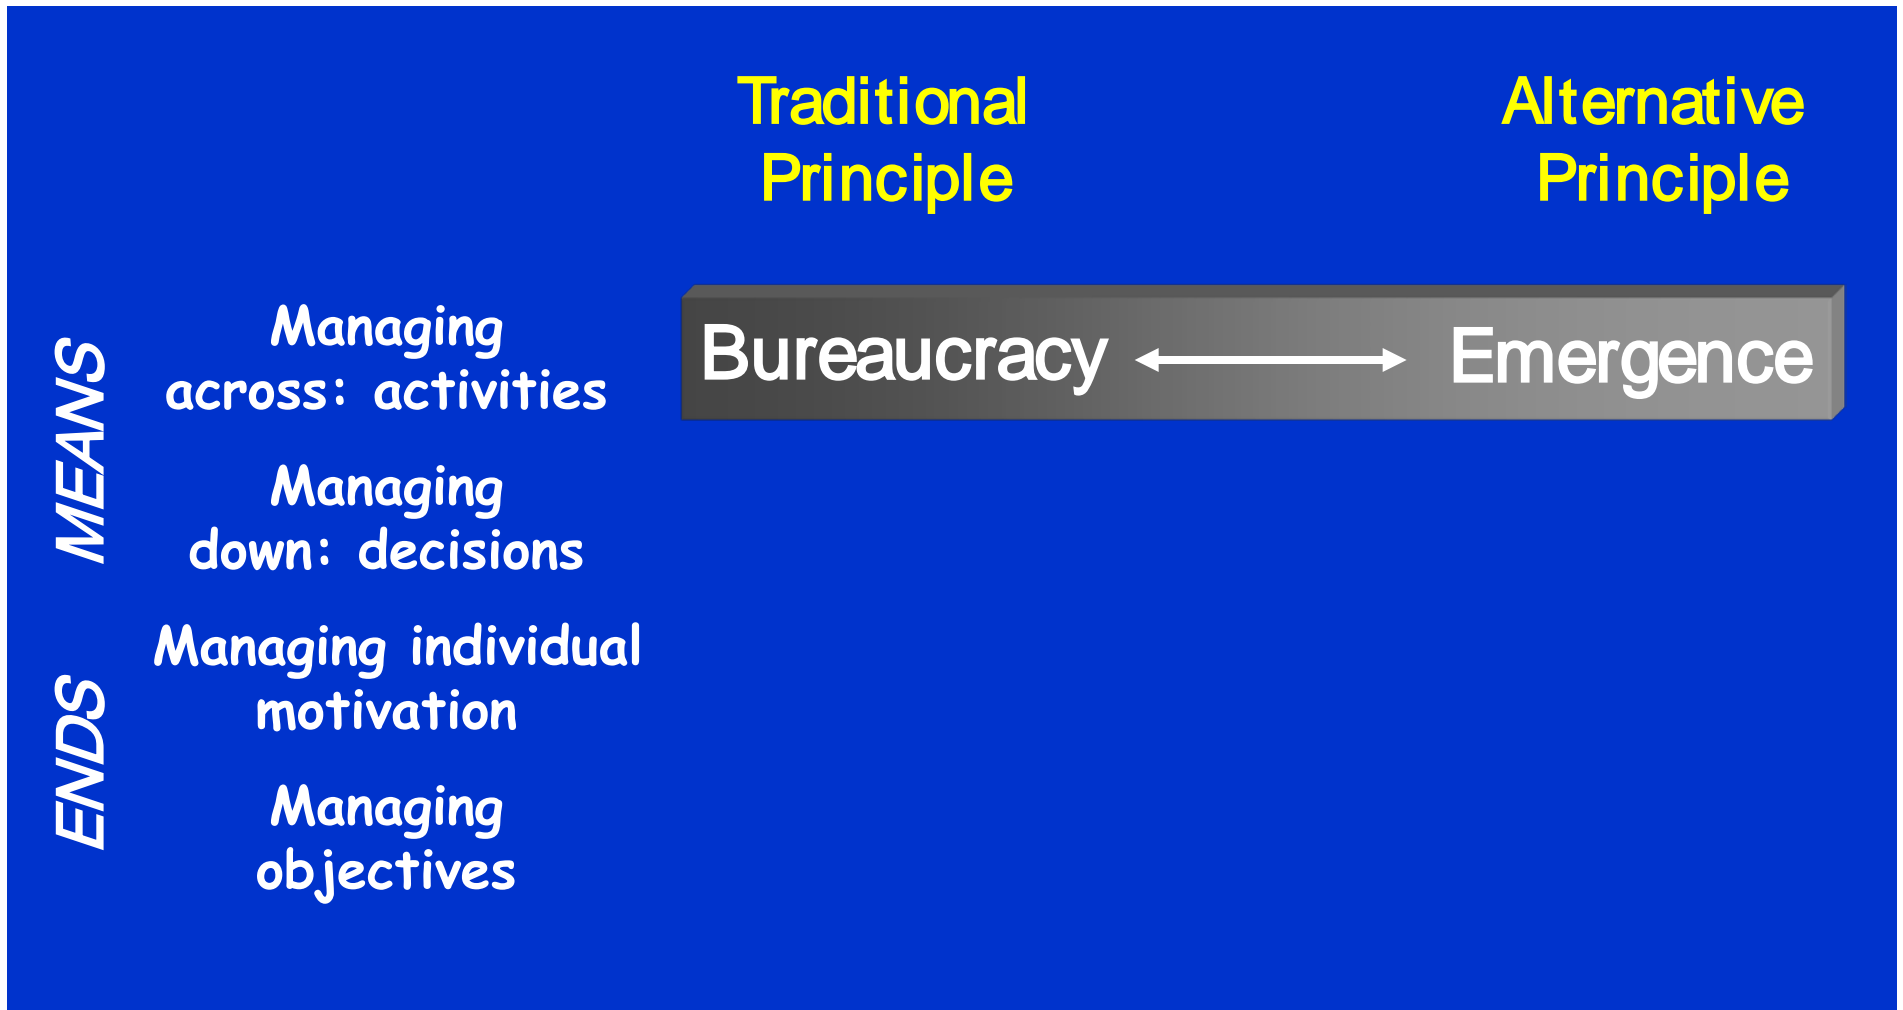 Traditional
Principle
Alternative
Principle
MEANS
Managing
across: activities
Bureaucracy
Emergence
Managing
down: decisions
ENDS
Managing individual
motivation
Managing
objectives